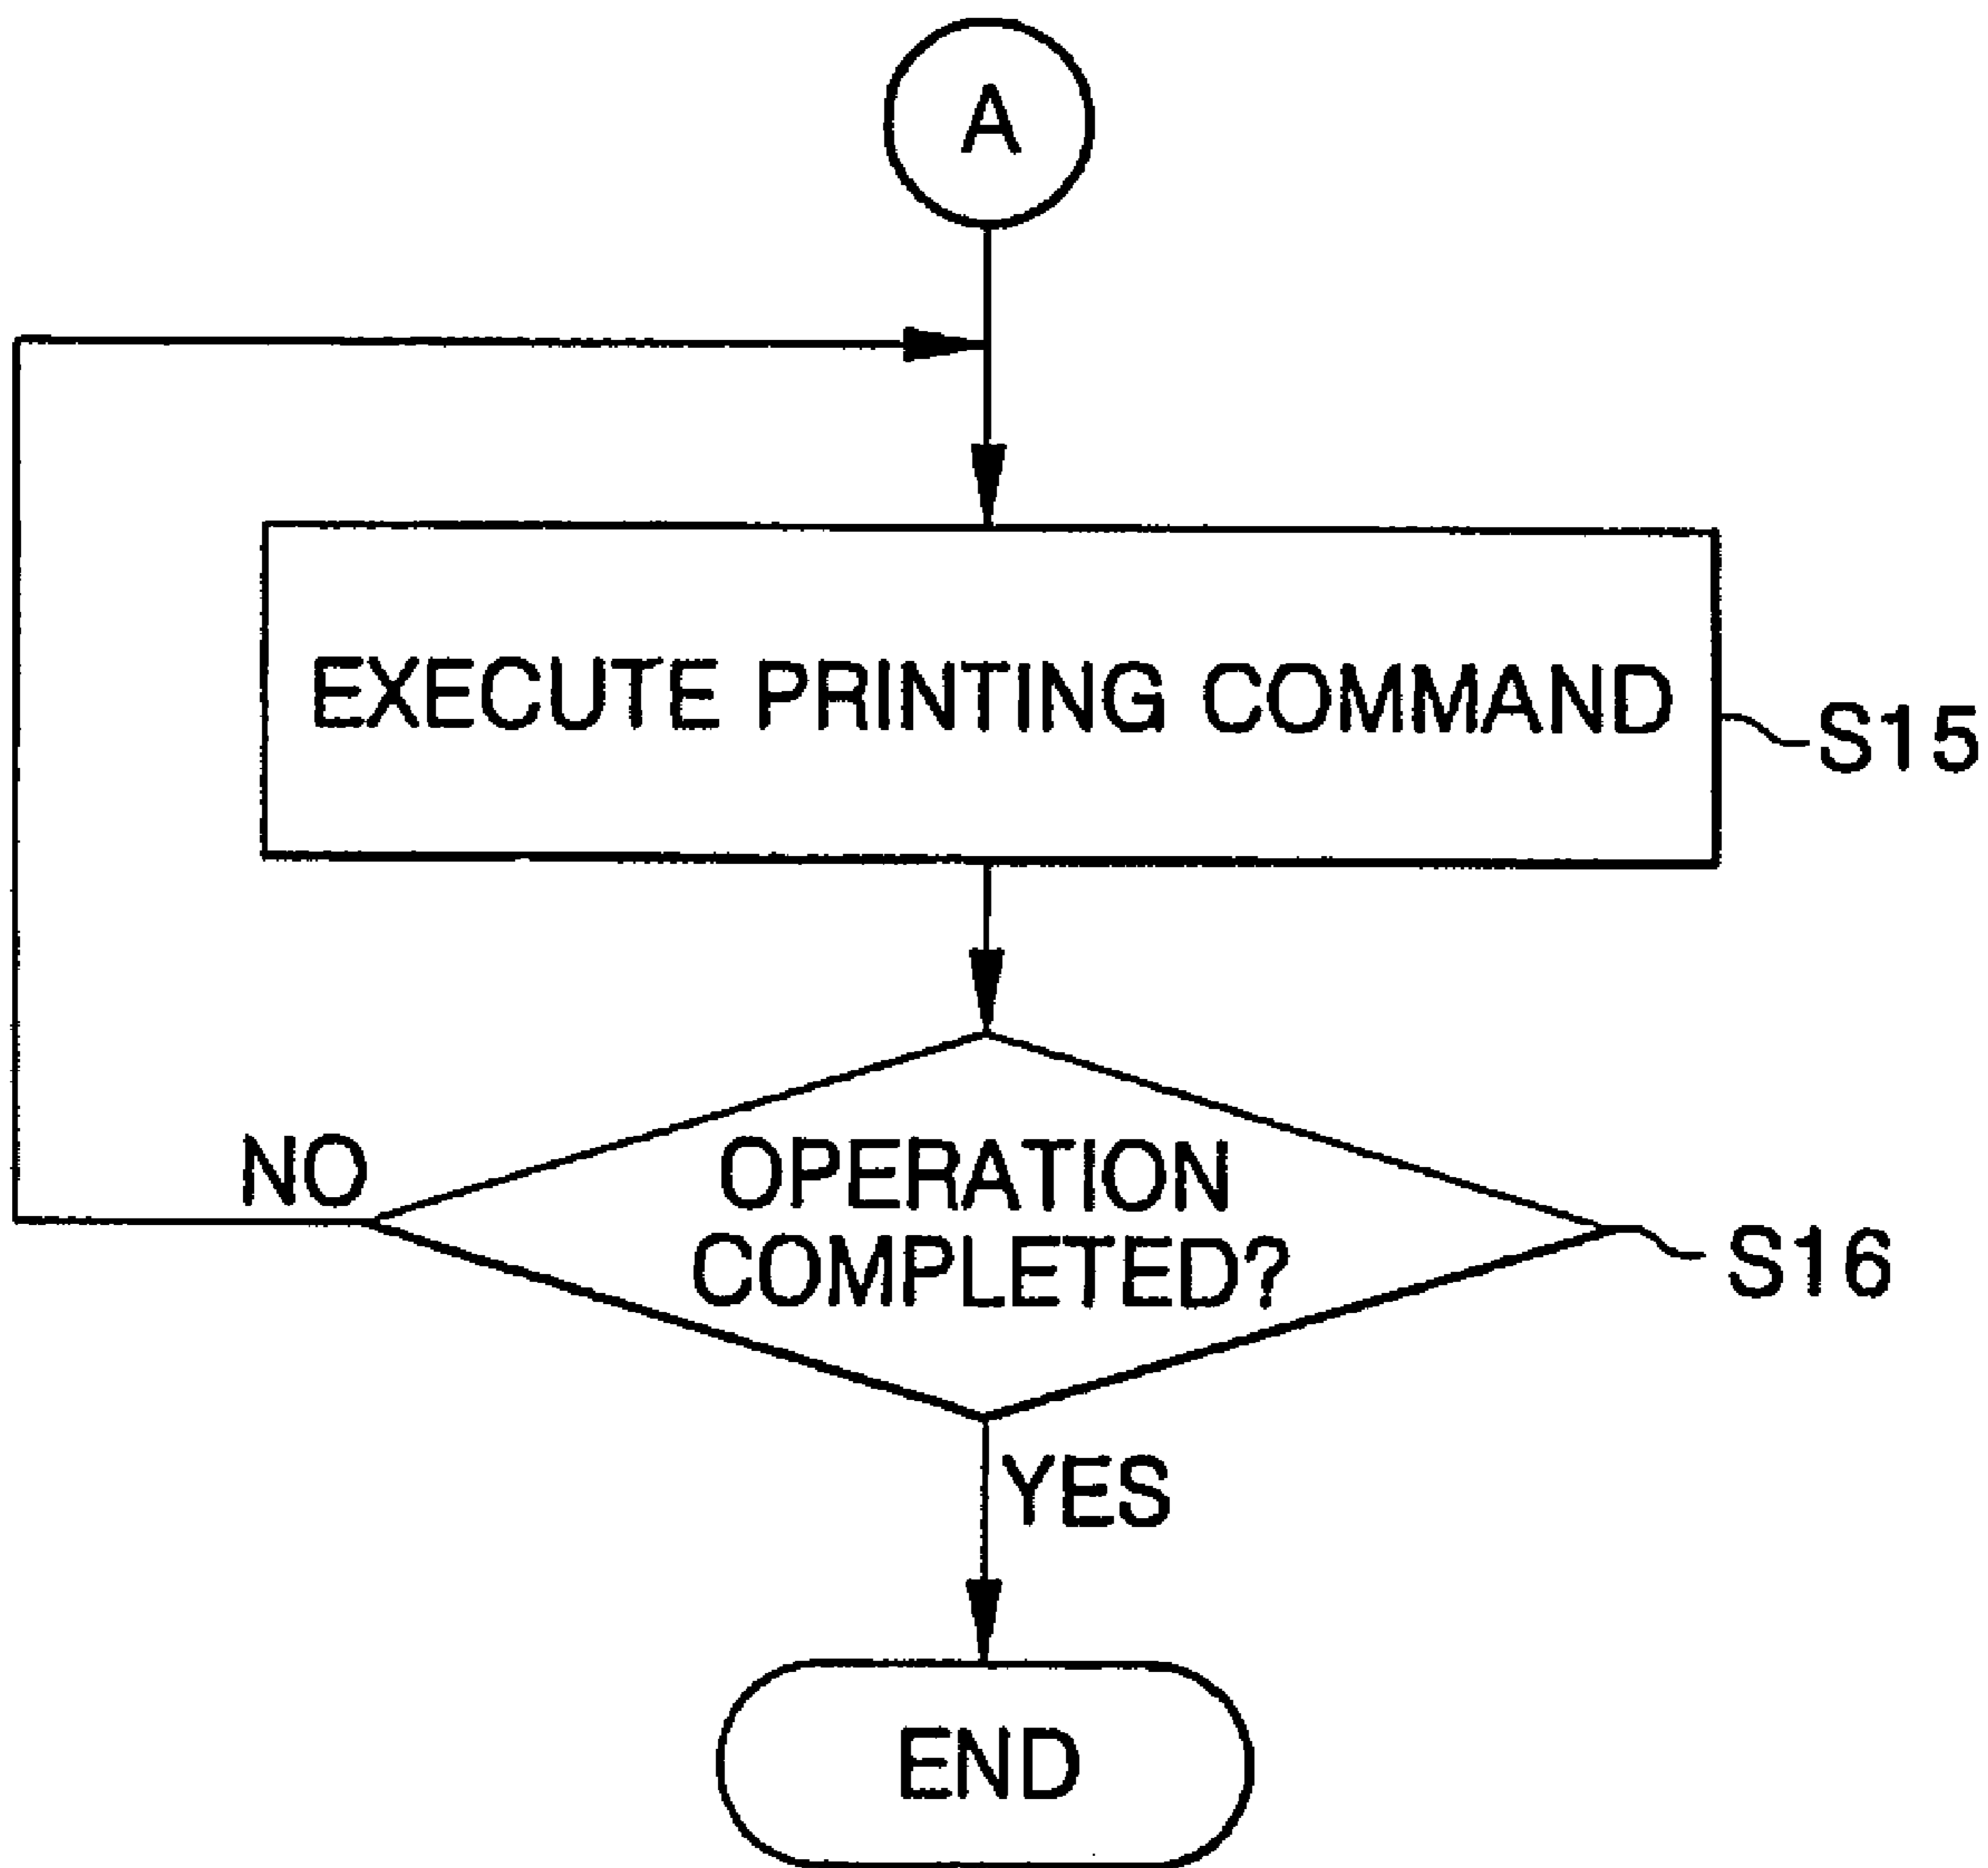 A
EXECUTE PRINTING COMMAND
S15
NO
OPERATION
COMPLETED?
S16
YES
END